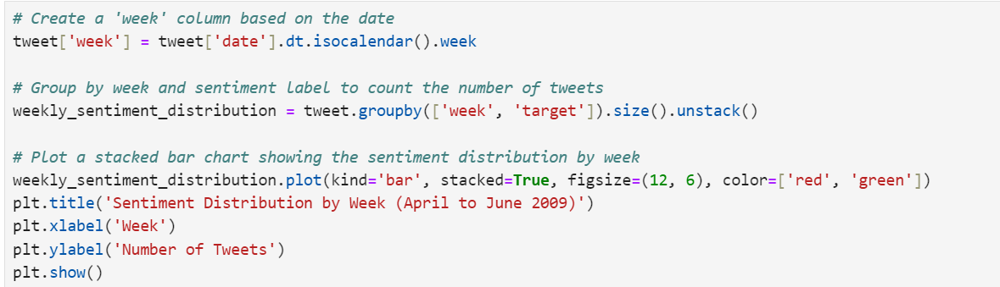 # Create a 'week' column based on the date
tweet['week'] = tweet['date'].dt.isocalendar().week
# Group by week and sentiment label to count the number of tweets
weekly_sentiment_distribution = tweet.groupby(['week', 'target']).size().unstack()
# Plot a stacked bar chart showing the sentiment distribution by week
weekly_sentiment_distribution.plot(kind='bar', stacked=True, figsize=(12, 6), color=['red', 'green'])
plt.title('Sentiment Distribution by Week (April to June 2009)')
plt.xlabel('Week')
plt.ylabel('Number of Tweets')
plt.show()